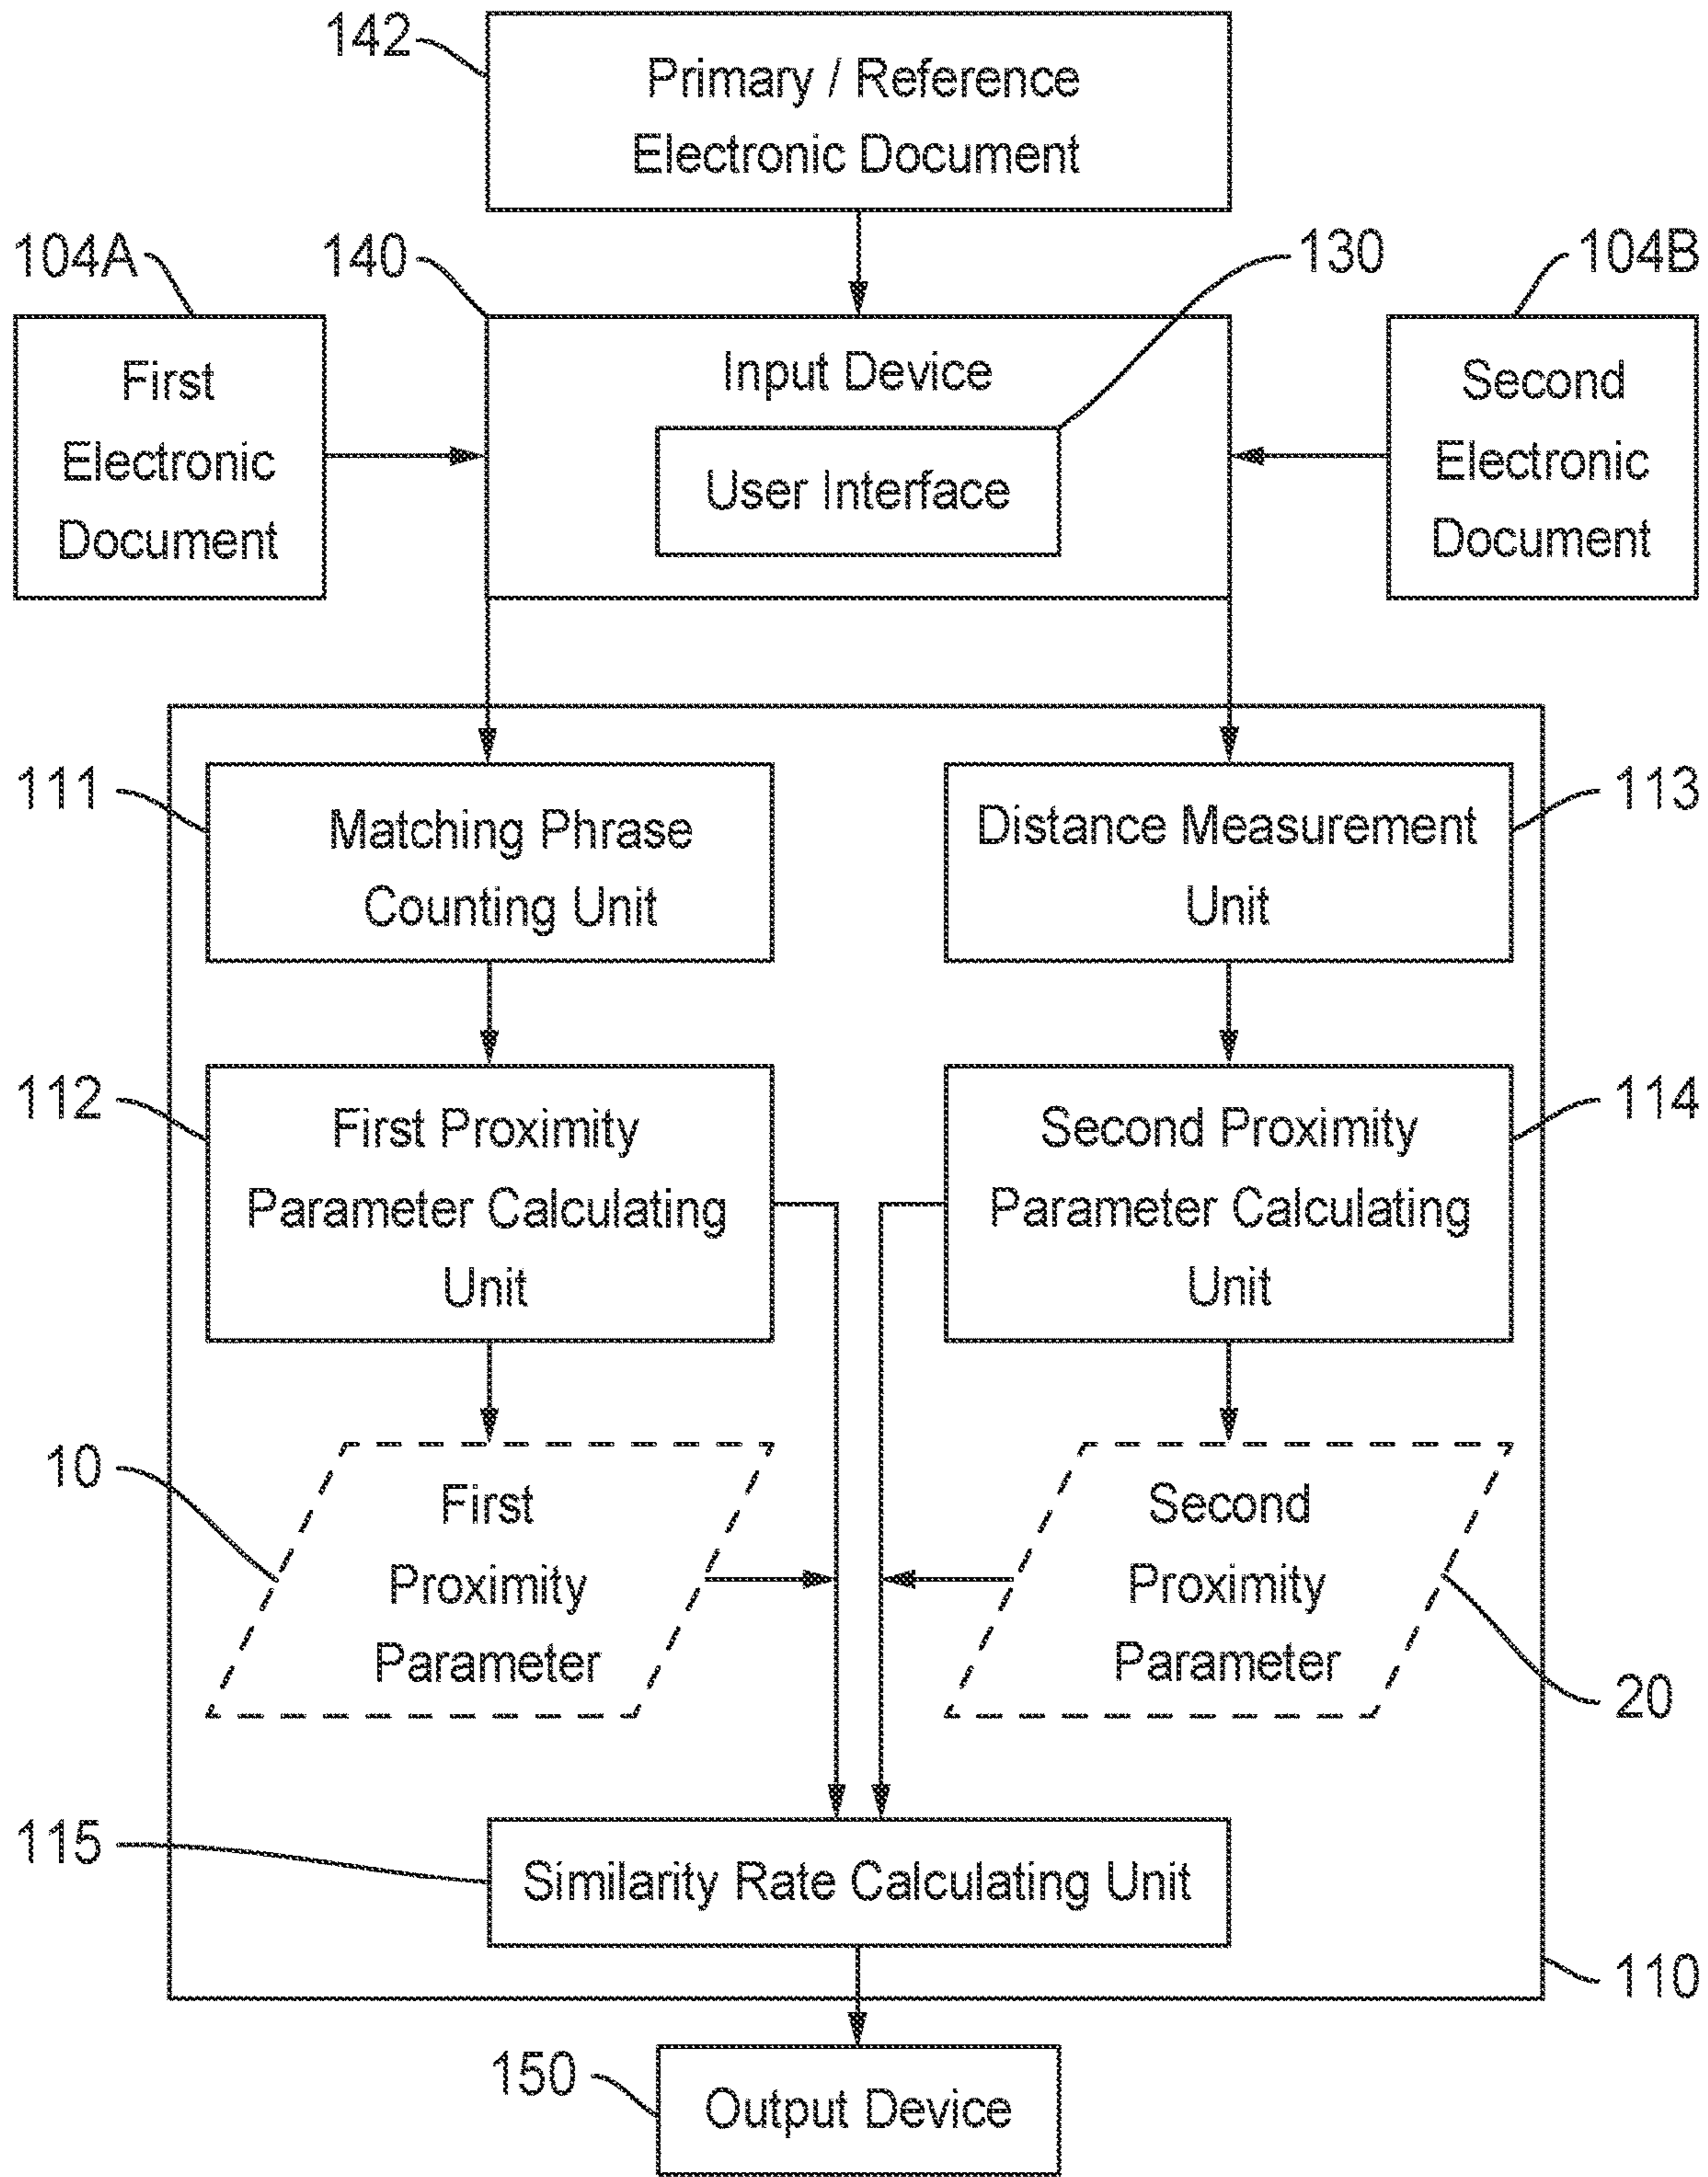 142
Primary / Reference
Electronic Document
104A
140
130
104B
First
Electronic
Document
Input Device
User Interface
Second
Electronic
Document
111
Matching Phrase
Counting Unit
Distance Measurement
Unit
113
112
First Proximity
Parameter Calculating
Unit
Second Proximity
Parameter Calculating
Unit
114
10
First
Proximity
Parameter
Second
Proximity
Parameter
20
115
Similarity Rate Calculating Unit
110
150
Output Device